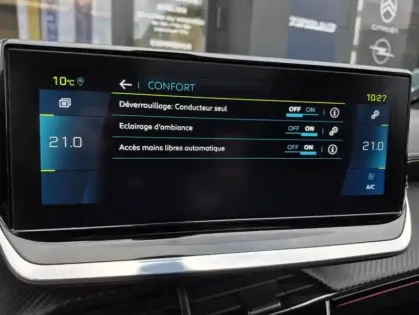 10°C
← | CONFORT
10:27
Déverrouillage: Conducteur seul OFF ON
Eclairage d'ambiance OFF ON
Accès mains libres automatique OFF ON
21.0
21.0
A/C
CITROËN